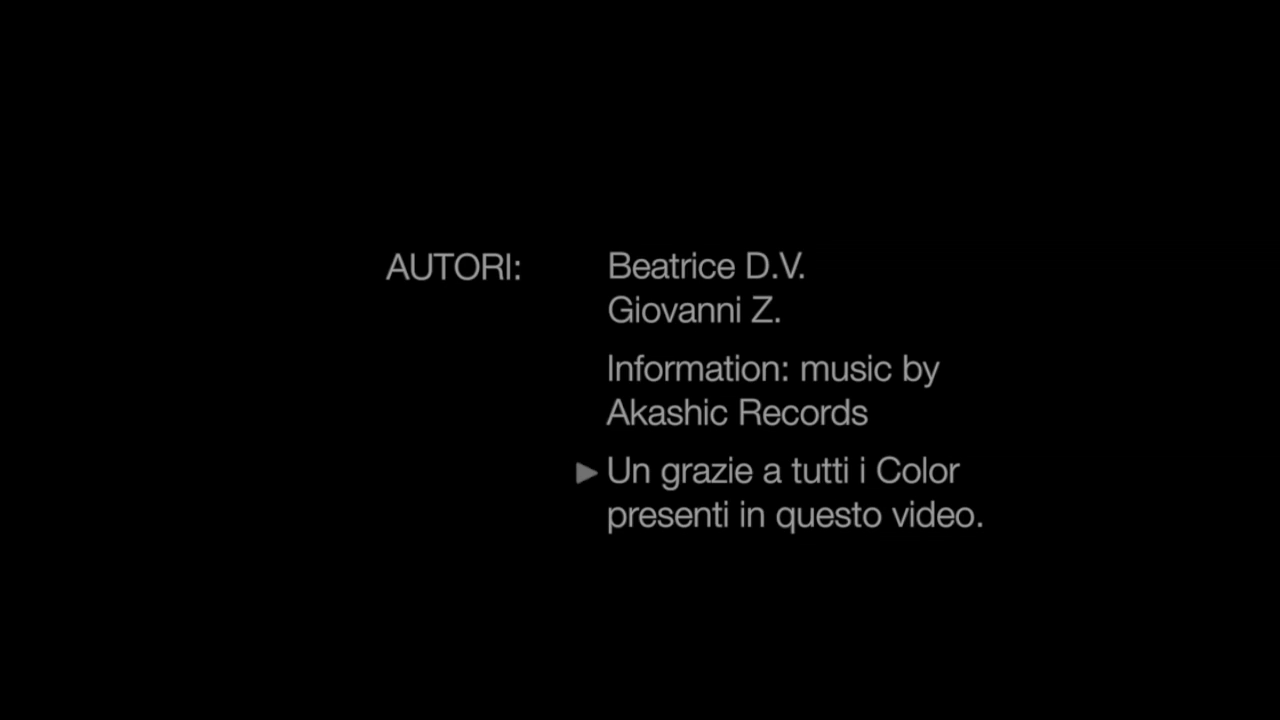 AUTORI: Beatrice D.V.
Giovanni Z.
Information: music by
Akashic Records
▶ Un grazie a tutti i Color
presenti in questo video.